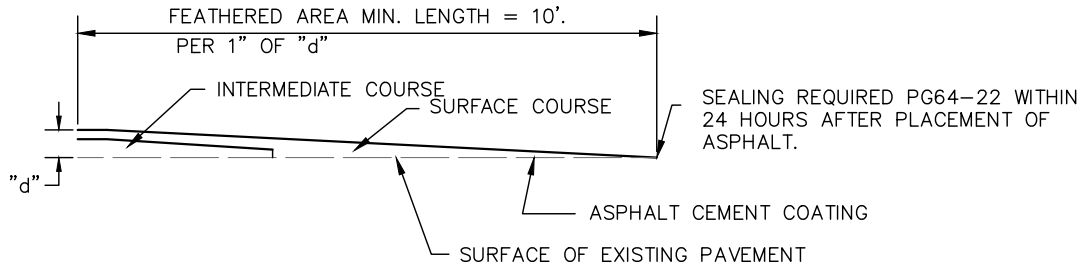 FEATHERED AREA MIN. LENGTH = 10'.
PER 1" OF "d"
INTERMEDIATE COURSE
SURFACE COURSE
SEALING REQUIRED PG64-22 WITHIN
24 HOURS AFTER PLACEMENT OF
ASPHALT.
"d"
ASPHALT CEMENT COATING
SURFACE OF EXISTING PAVEMENT